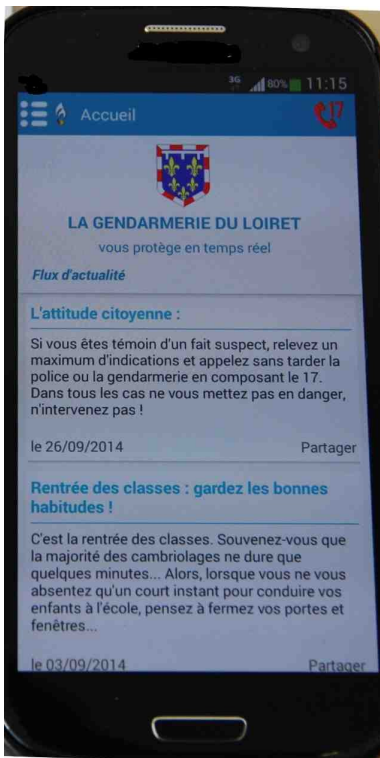 3G 80% 11:15
Accueil 17
LA GENDARMERIE DU LOIRET
vous protège en temps réel
Flux d'actualité
L'attitude citoyenne :
Si vous êtes témoin d'un fait suspect, relevez un
maximum d'indications et appelez sans tarder la
police ou la gendarmerie en composant le 17.
Dans tous les cas ne vous mettez pas en danger,
n'intervenez pas !
le 26/09/2014 Partager
Rentrée des classes : gardez les bonnes
habitudes !
C'est la rentrée des classes. Souvenez-vous que
la majorité des cambriolages ne dure que
quelques minutes... Alors, lorsque vous ne vous
absentez qu'un court instant pour conduire vos
enfants à l'école, pensez à fermez vos portes et
fenêtres...
le 03/09/2014 Partager